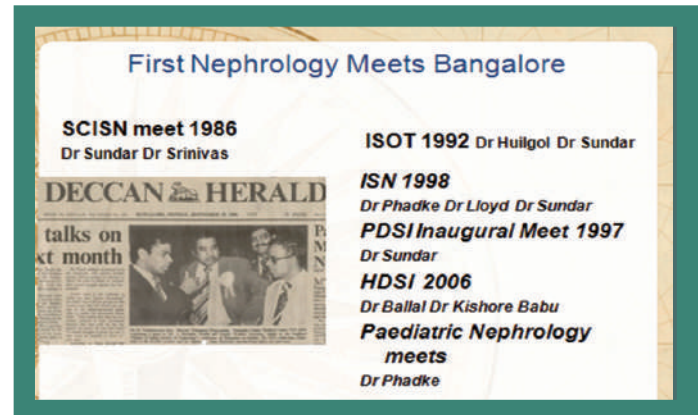 First Nephrology Meets Bangalore
SCISN meet 1986
Dr Sundar Dr Srinivas
DECCAN HERALD
talks on
xt month
ISOT 1992 Dr Huilgol Dr Sundar
ISN 1998
Dr Phadke Dr Lloyd Dr Sundar
PDSI Inaugural Meet 1997
Dr Sundar
HDSI 2006
Dr Ballal Dr Kishore Babu
Paediatric Nephrology
meets
Dr Phadke